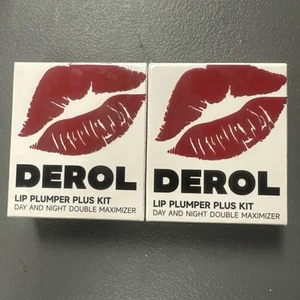 DEROL
LIP PLUMPER PLUS KIT
DAY AND NIGHT DOUBLE MAXIMIZER
DEROL
LIP PLUMPER PLUS KIT
DAY AND NIGHT DOUBLE MAXIMIZER